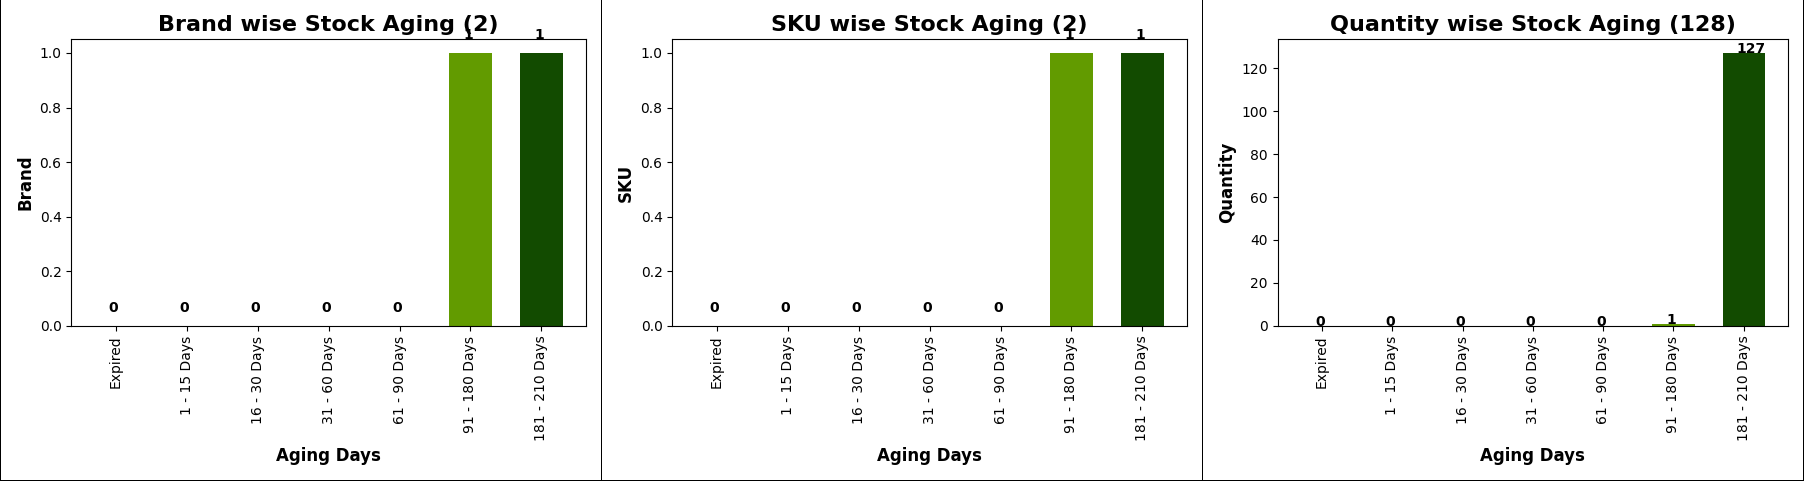 Brand wise Stock Aging (2)
1
1
1.0
0.8
0.6
0.4
0.2
0.0
Brand
0
0
0
0
0
Expired
1 - 15 Days
16 - 30 Days
31 - 60 Days
61 - 90 Days
91 - 180 Days
181 - 210 Days
Aging Days
SKU wise Stock Aging (2)
1
1
1.0
0.8
0.6
0.4
0.2
0.0
SKU
0
0
0
0
0
Expired
1 - 15 Days
16 - 30 Days
31 - 60 Days
61 - 90 Days
91 - 180 Days
181 - 210 Days
Aging Days
Quantity wise Stock Aging (128)
127
120
100
80
60
40
20
0
Quantity
0
0
0
0
0
1
Expired
1 - 15 Days
16 - 30 Days
31 - 60 Days
61 - 90 Days
91 - 180 Days
181 - 210 Days
Aging Days